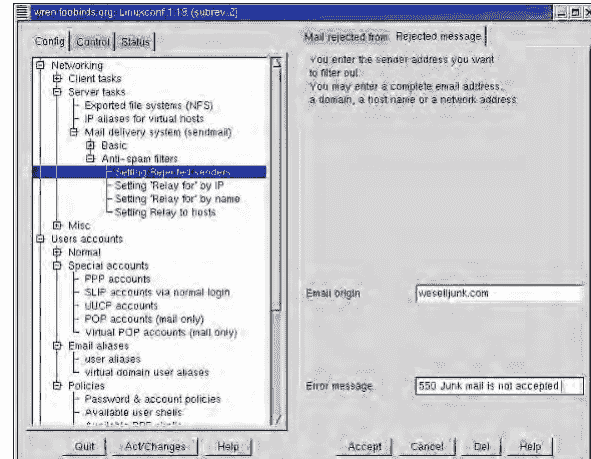 wren.foobirds.org: Linuxconf 1.19 (subrev 2)
Config Control Status
Networking
Client tasks
Server tasks
Exported file systems (NFS)
IP aliases for virtual hosts
Mail delivery system (sendmail)
Basic
Anti-spam filters
Setting Rejected senders
Setting 'Relay for' by IP
Setting 'Relay for' by name
Setting Relay to hosts
Misc
Users accounts
Normal
Special accounts
PPP accounts
SLIP accounts via normal login
UUCP accounts
POP accounts (mail only)
Virtual POP accounts (mail only)
Email aliases
user aliases
virtual domain user aliases
Policies
Password & account policies
Available user shells
Available PPP shells
Quit Act/Changes Help
Mail rejected from Rejected message
You enter the sender address you want
to filter out.
You may enter a complete email address,
a domain, a host name or a network address
Email origin weselljunk.com
Error message 550 Junk mail is not accepted
Accept Cancel Del Help